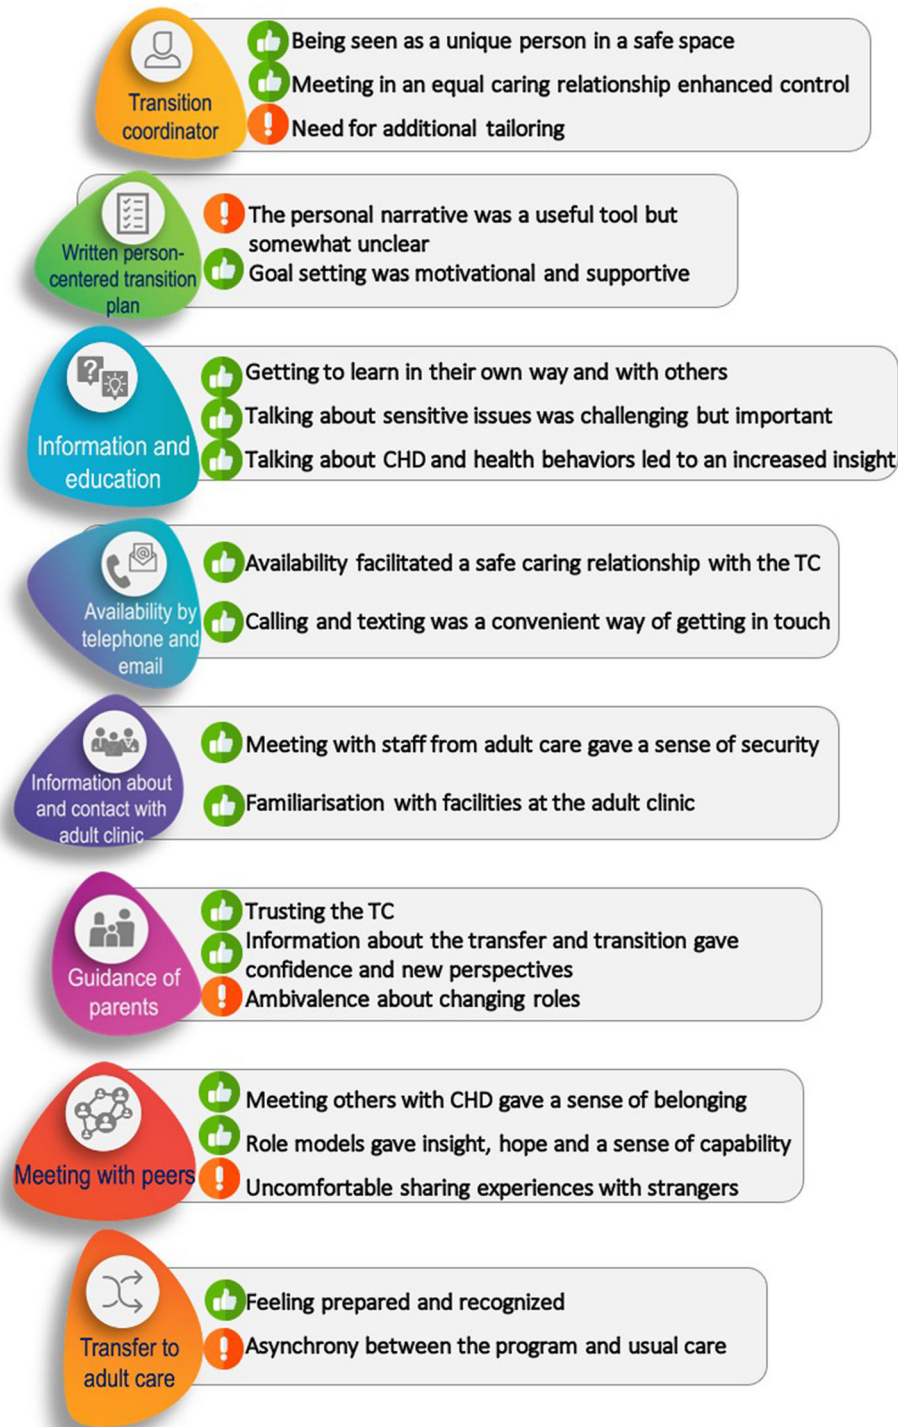 Transition
coordinator
Being seen as a unique person in a safe space
Meeting in an equal caring relationship enhanced control
Need for additional tailoring
Written person-
centered transition
plan
The personal narrative was a useful tool but
somewhat unclear
Goal setting was motivational and supportive
Information and
education
Getting to learn in their own way and with others
Talking about sensitive issues was challenging but important
Talking about CHD and health behaviors led to an increased insight
Availability by
telephone and
email
Availability facilitated a safe caring relationship with the TC
Calling and texting was a convenient way of getting in touch
Information about
and contact with
adult clinic
Meeting with staff from adult care gave a sense of security
Familiarisation with facilities at the adult clinic
Guidance of
parents
Trusting the TC
Information about the transfer and transition gave
confidence and new perspectives
Ambivalence about changing roles
Meeting with peers
Meeting others with CHD gave a sense of belonging
Role models gave insight, hope and a sense of capability
Uncomfortable sharing experiences with strangers
Transfer to
adult care
Feeling prepared and recognized
Asynchrony between the program and usual care